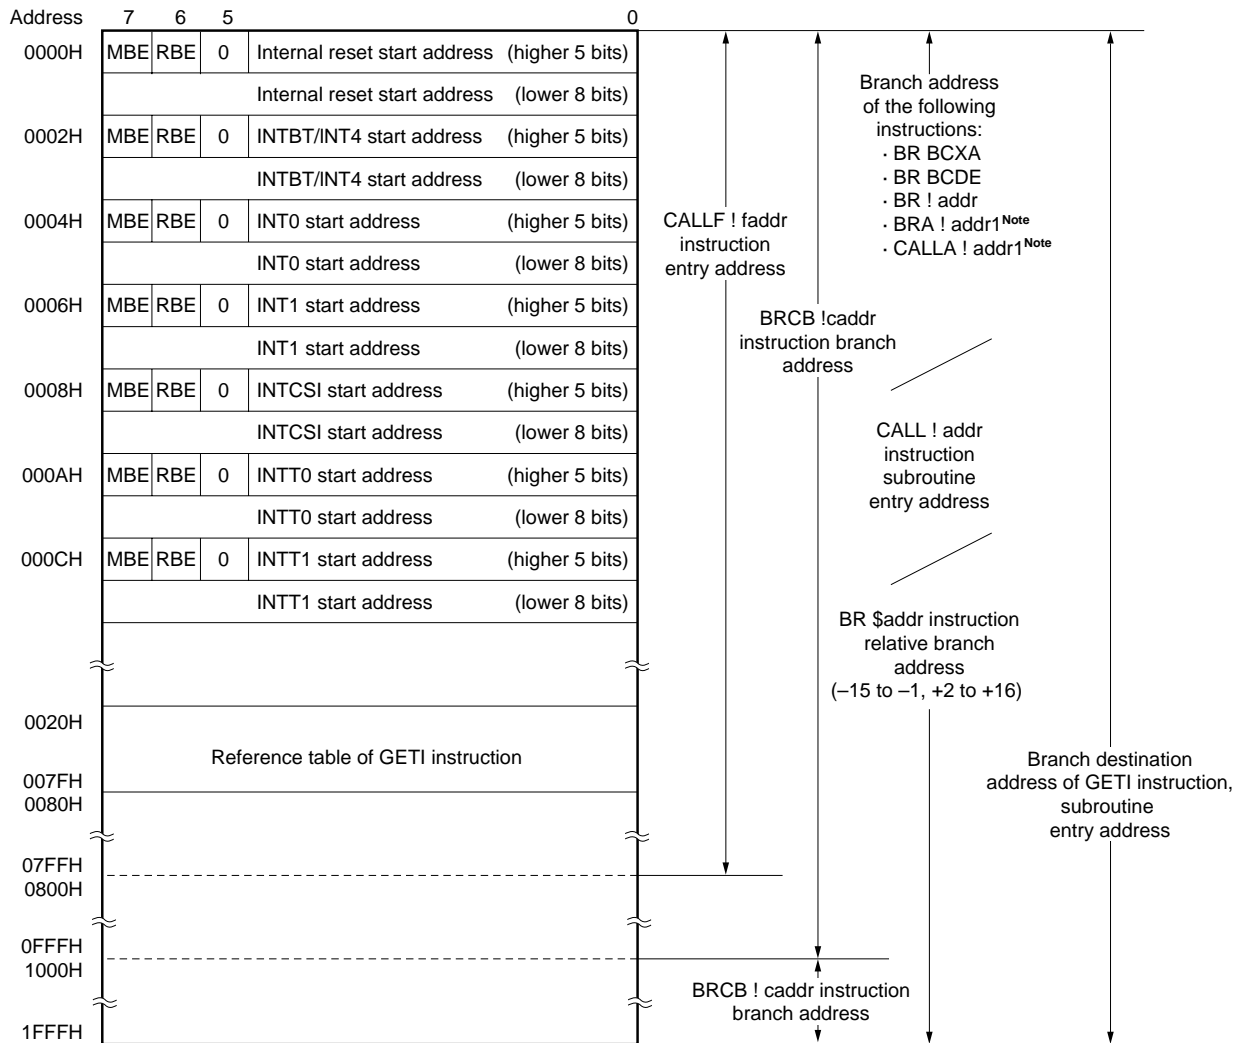 Address 7 6 5 0
0000H MBE RBE 0 Internal reset start address (higher 5 bits)
Internal reset start address (lower 8 bits)
0002H MBE RBE 0 INTBT/INT4 start address (higher 5 bits)
INTBT/INT4 start address (lower 8 bits)
0004H MBE RBE 0 INT0 start address (higher 5 bits)
INT0 start address (lower 8 bits)
0006H MBE RBE 0 INT1 start address (higher 5 bits)
INT1 start address (lower 8 bits)
0008H MBE RBE 0 INTCSI start address (higher 5 bits)
INTCSI start address (lower 8 bits)
000AH MBE RBE 0 INTT0 start address (higher 5 bits)
INTT0 start address (lower 8 bits)
000CH MBE RBE 0 INTT1 start address (higher 5 bits)
INTT1 start address (lower 8 bits)
0020H
Reference table of GETI instruction
007FH
0080H
07FFH
0800H
0FFFH
1000H
1FFFH
CALLF ! faddr
instruction
entry address
BRCB !caddr
instruction branch
address
BRCB ! caddr instruction
branch address
Branch address
of the following
instructions:
· BR BCXA
· BR BCDE
· BR ! addr
· BRA ! addr1Note
· CALLA ! addr1Note
CALL ! addr
instruction
subroutine
entry address
BR $addr instruction
relative branch
address
(–15 to –1, +2 to +16)
Branch destination
address of GETI instruction,
subroutine
entry address